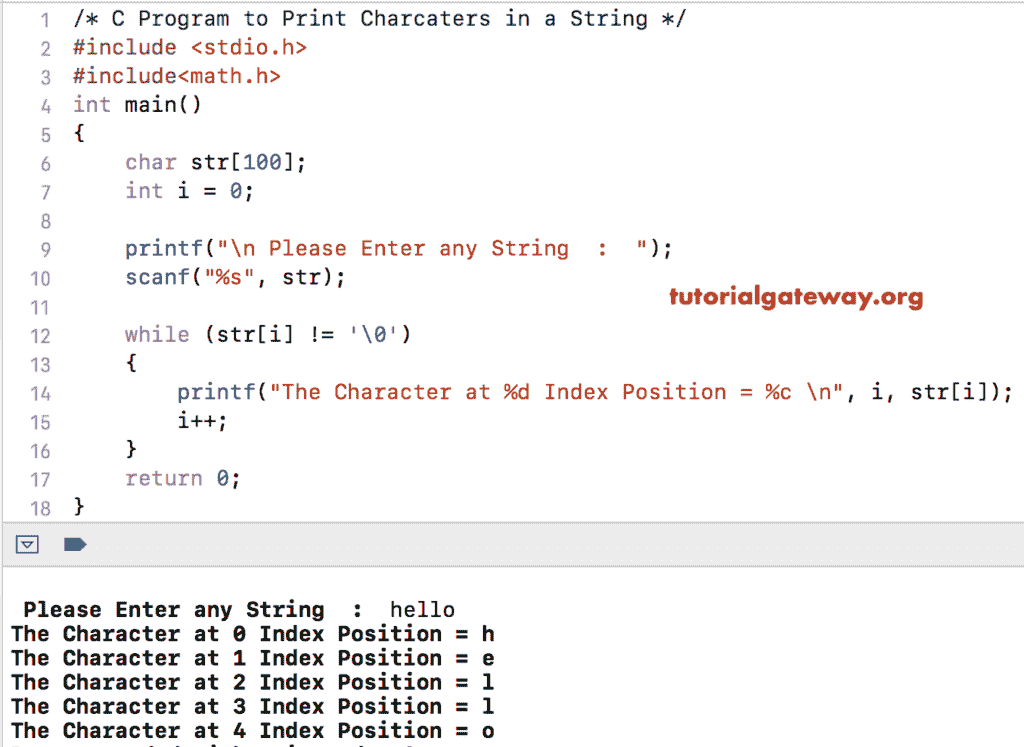 1 /* C Program to Print Charcaters in a String */
2 #include <stdio.h>
3 #include<math.h>
4 int main()
5 {
6 char str[100];
7 int i = 0;
8
9 printf("\n Please Enter any String  :  ");
10 scanf("%s", str);
11
tutorialgateway.org
12 while (str[i] != '\0')
13 {
14 printf("The Character at %d Index Position = %c \n", i, str[i]);
15 i++;
16 }
17 return 0;
18 }
Please Enter any String  :  hello
The Character at 0 Index Position = h
The Character at 1 Index Position = e
The Character at 2 Index Position = l
The Character at 3 Index Position = l
The Character at 4 Index Position = o